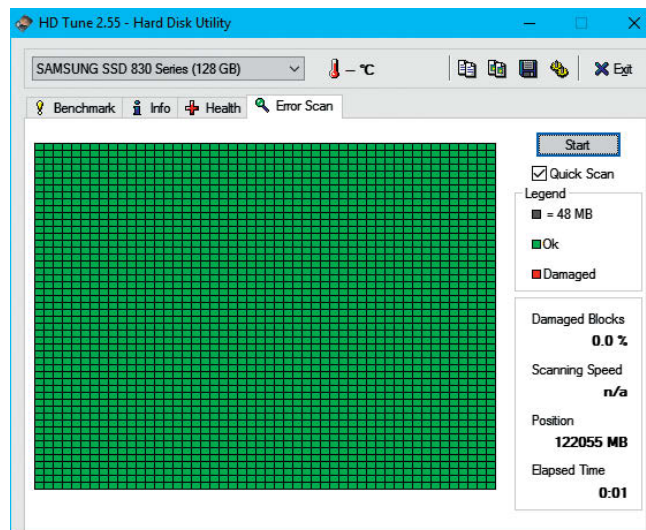 HD Tune 2.55 - Hard Disk Utility
SAMSUNG SSD 830 Series (128 GB)
– °C
Exit
Benchmark
Info
Health
Error Scan
Start
Quick Scan
Legend
= 48 MB
Ok
Damaged
Damaged Blocks
0.0 %
Scanning Speed
n/a
Position
122055 MB
Elapsed Time
0:01